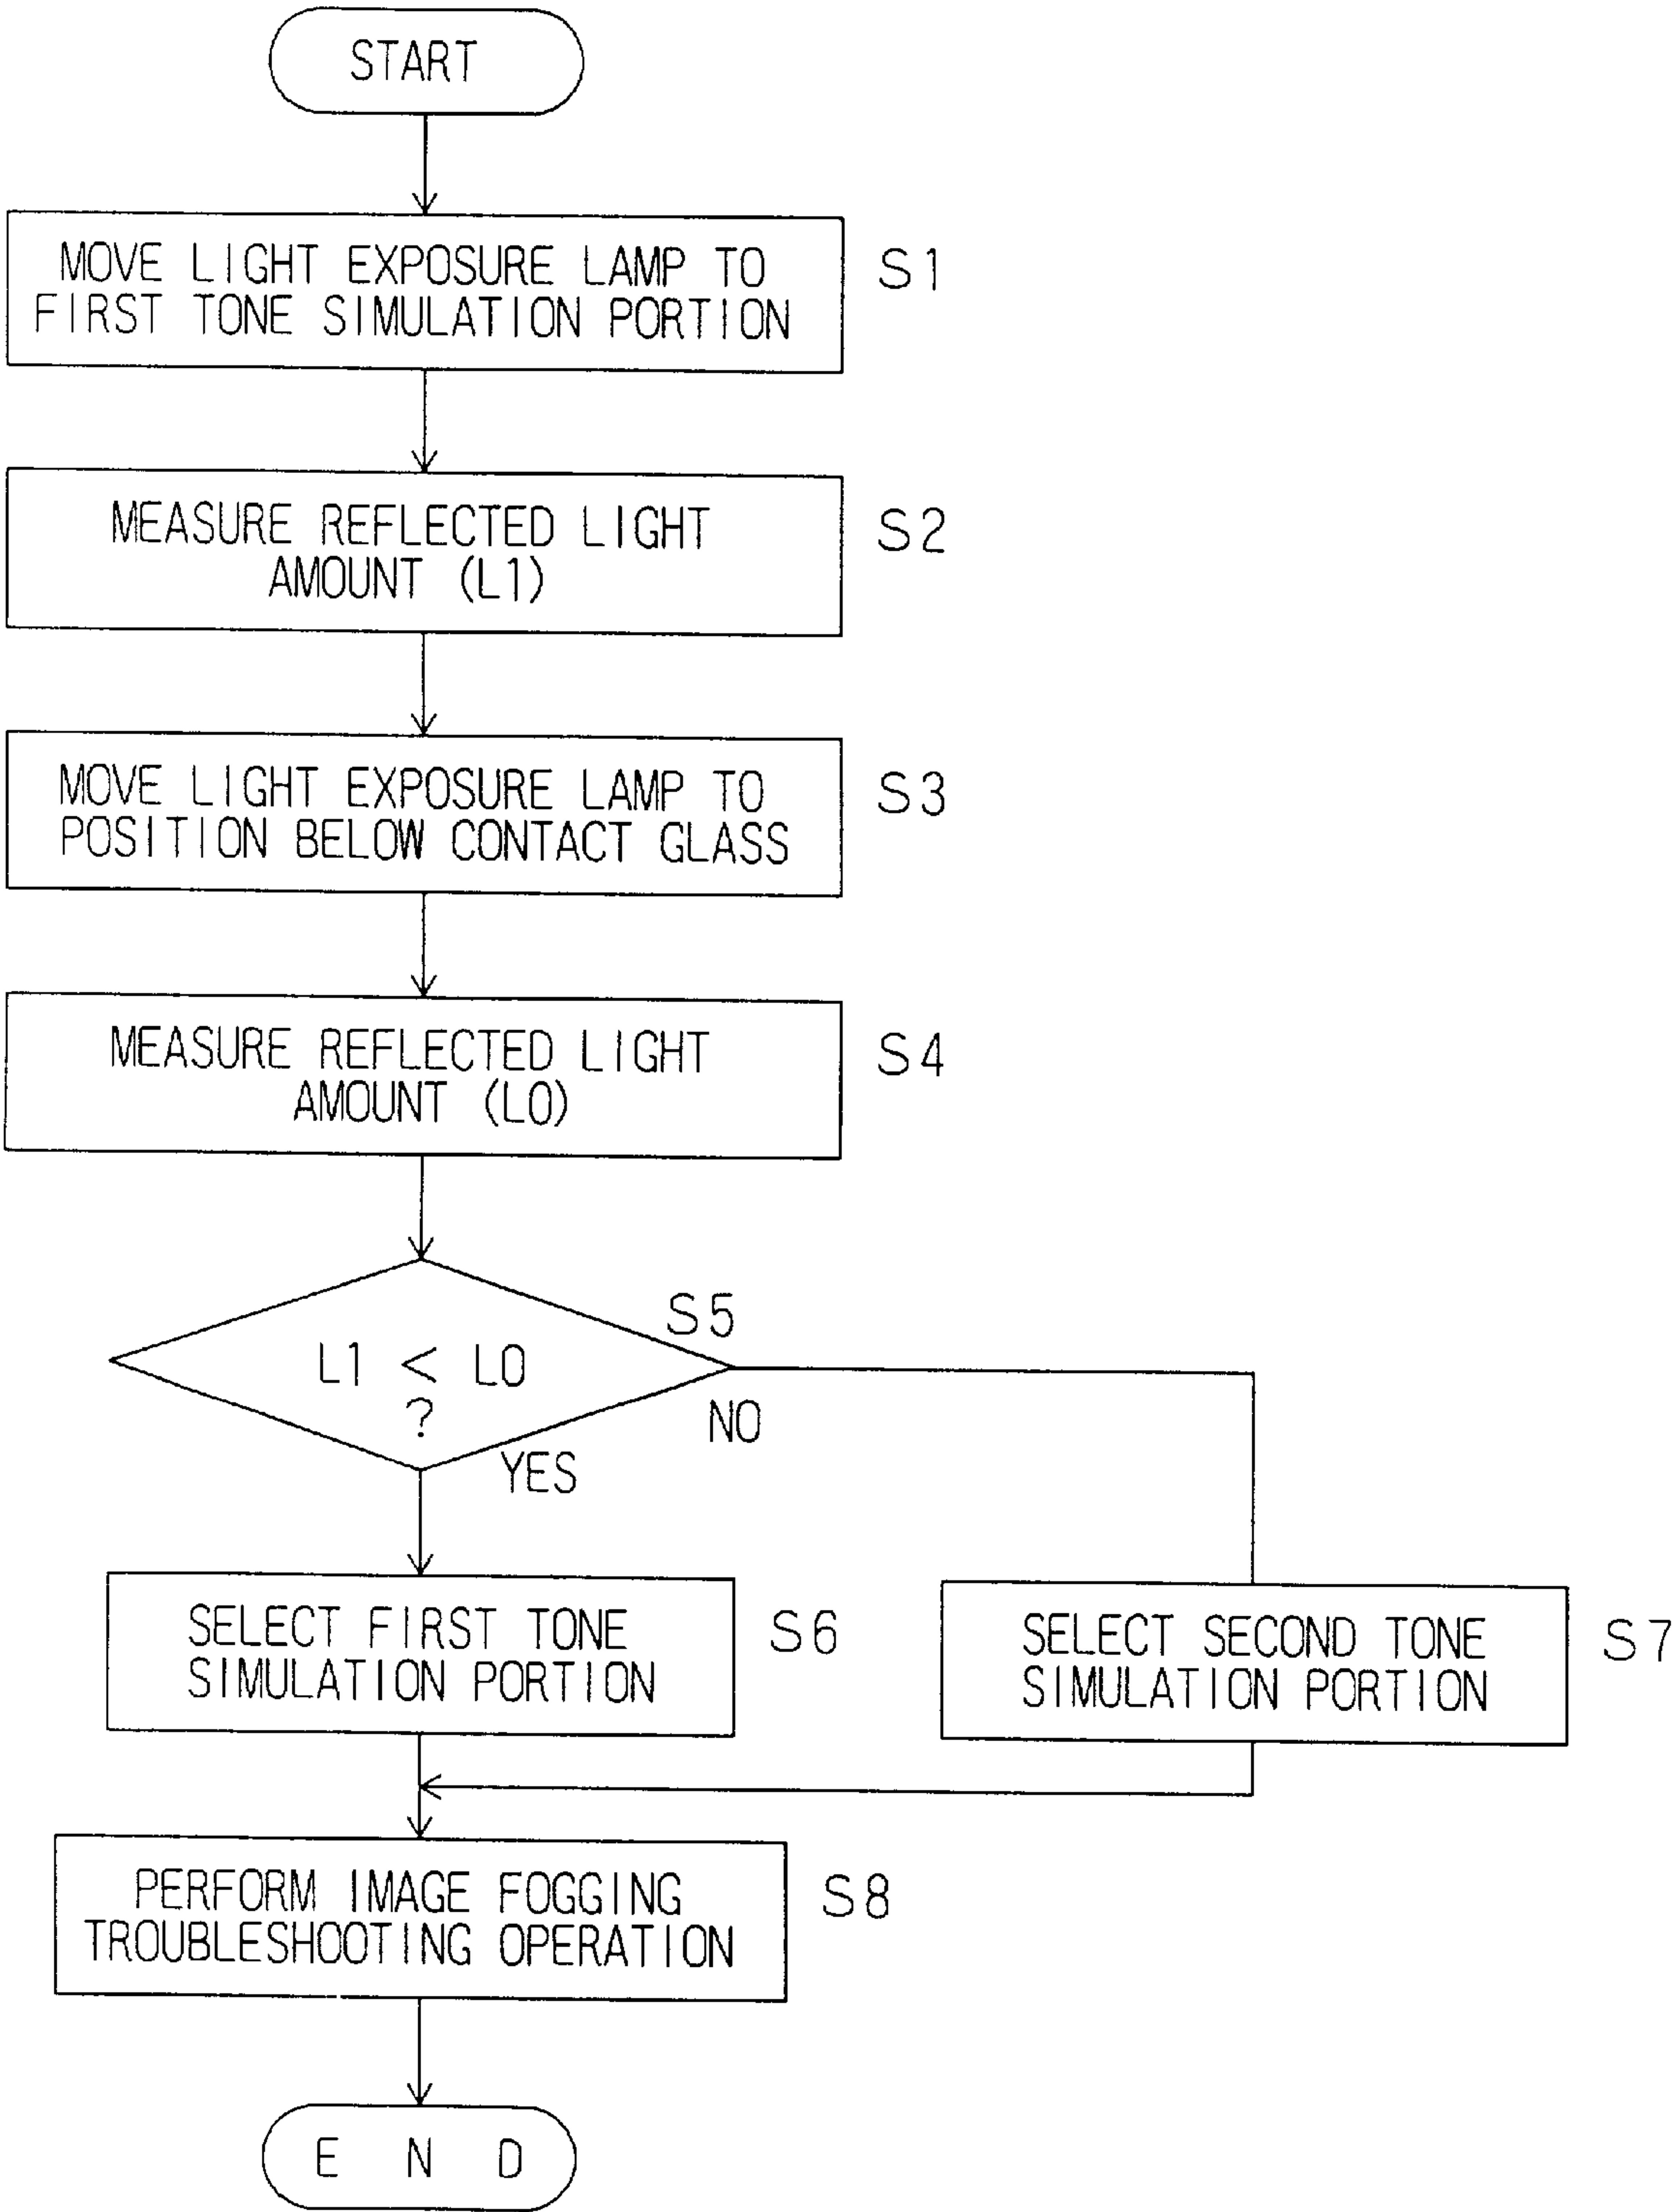 START
MOVE LIGHT EXPOSURE LAMP TO
FIRST TONE SIMULATION PORTION
S1
MEASURE REFLECTED LIGHT
AMOUNT (L1)
S2
MOVE LIGHT EXPOSURE LAMP TO
POSITION BELOW CONTACT GLASS
S3
MEASURE REFLECTED LIGHT
AMOUNT (L0)
S4
S5
L1 < L0
?
NO
YES
SELECT FIRST TONE
SIMULATION PORTION
S6
SELECT SECOND TONE
SIMULATION PORTION
S7
PERFORM IMAGE FOGGING
TROUBLESHOOTING OPERATION
S8
E N D